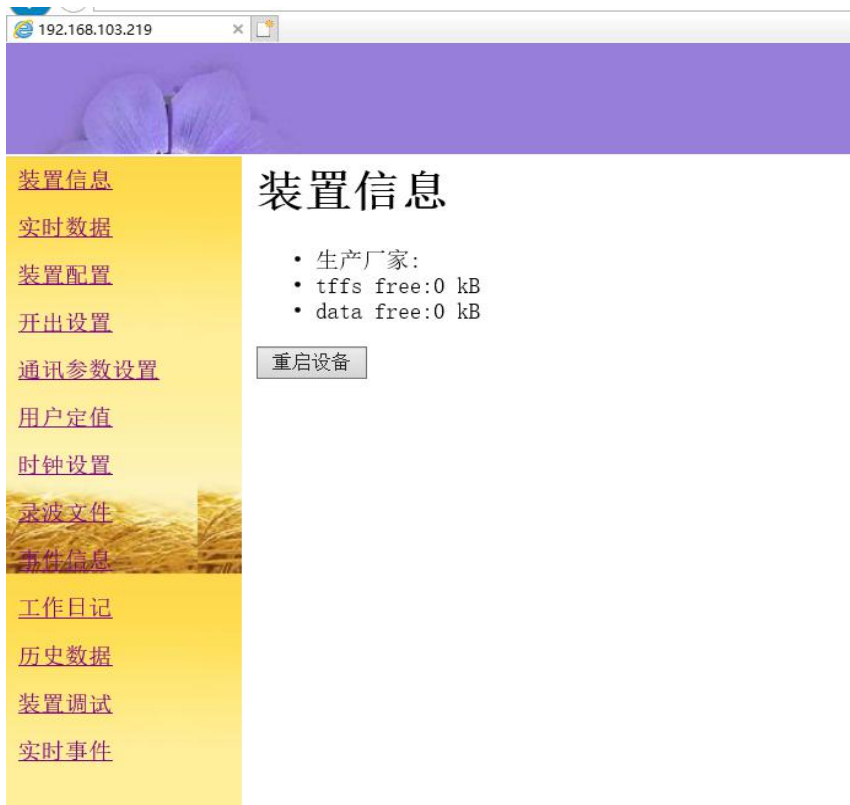 192.168.103.219
装置信息
实时数据
装置配置
开出设置
通讯参数设置
用户定值
时钟设置
录波文件
事件信息
工作日记
历史数据
装置调试
实时事件
装置信息
• 生产厂家:
• tffs free:0 kB
• data free:0 kB
重启设备